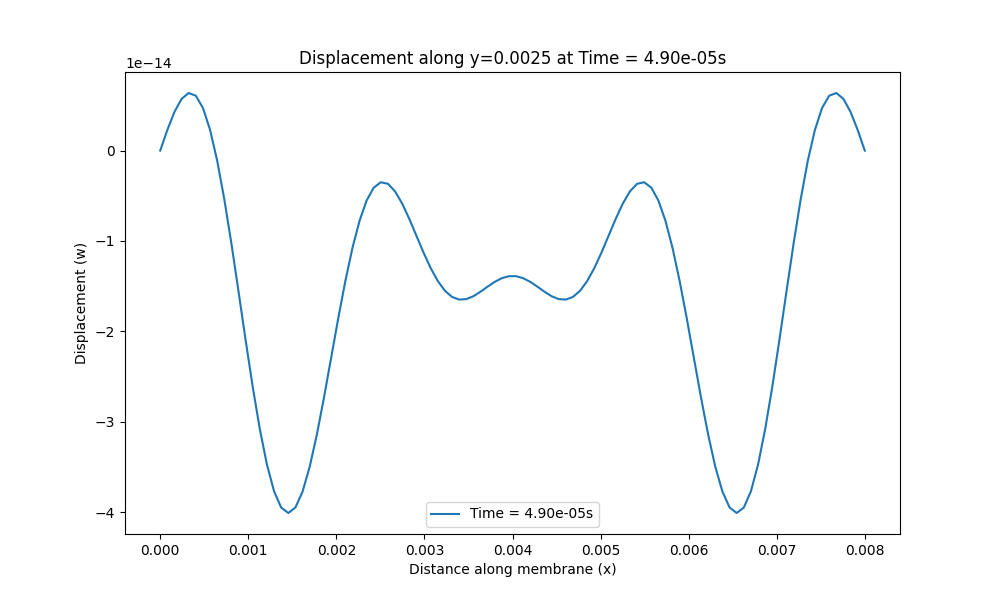 Displacement along y=0.0025 at Time = 4.90e-05s
1e−14
0
−1
−2
−3
−4
Displacement (w)
Time = 4.90e-05s
0.000 0.001 0.002 0.003 0.004 0.005 0.006 0.007 0.008
Distance along membrane (x)